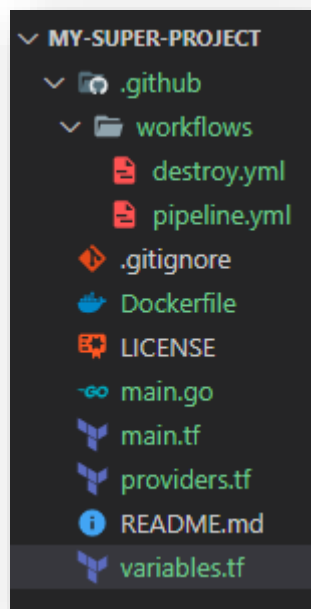 MY-SUPER-PROJECT
.github
workflows
destroy.yml
pipeline.yml
.gitignore
Dockerfile
LICENSE
GO main.go
main.tf
providers.tf
README.md
variables.tf